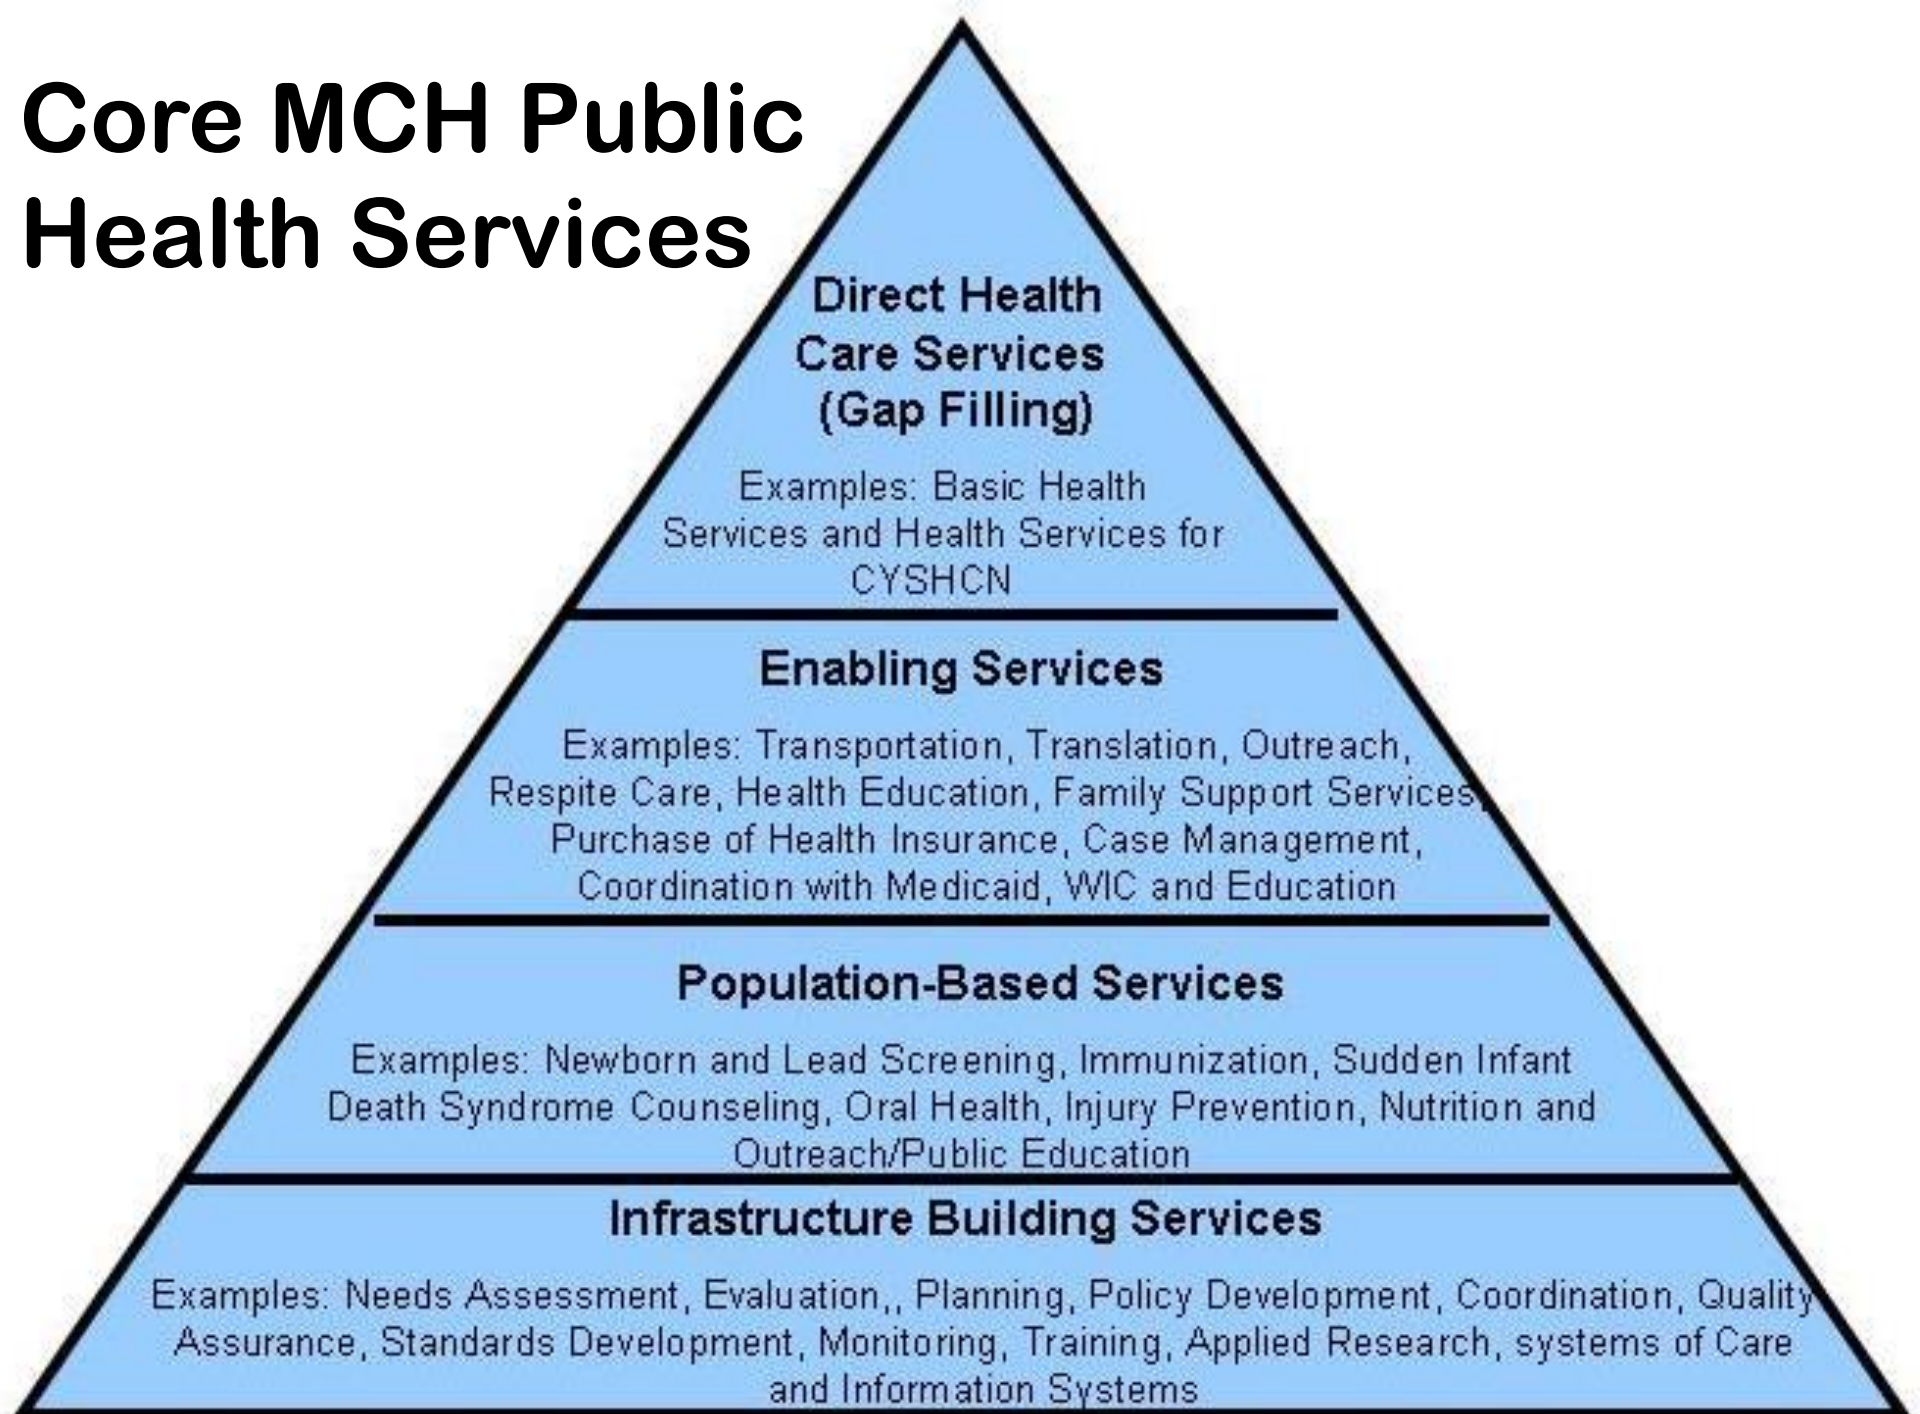 Core MCH Public
Health Services
Direct Health
Care Services
(Gap Filling)
Examples: Basic Health
Services and Health Services for
CYSHCN
Enabling Services
Examples: Transportation, Translation, Outreach,
Respite Care, Health Education, Family Support Services,
Purchase of Health Insurance, Case Management,
Coordination with Medicaid, WIC and Education
Population-Based Services
Examples: Newborn and Lead Screening, Immunization, Sudden Infant
Death Syndrome Counseling, Oral Health, Injury Prevention, Nutrition and
Outreach/Public Education
Infrastructure Building Services
Examples: Needs Assessment, Evaluation,, Planning, Policy Development, Coordination, Quality
Assurance, Standards Development, Monitoring, Training, Applied Research, systems of Care
and Information Systems